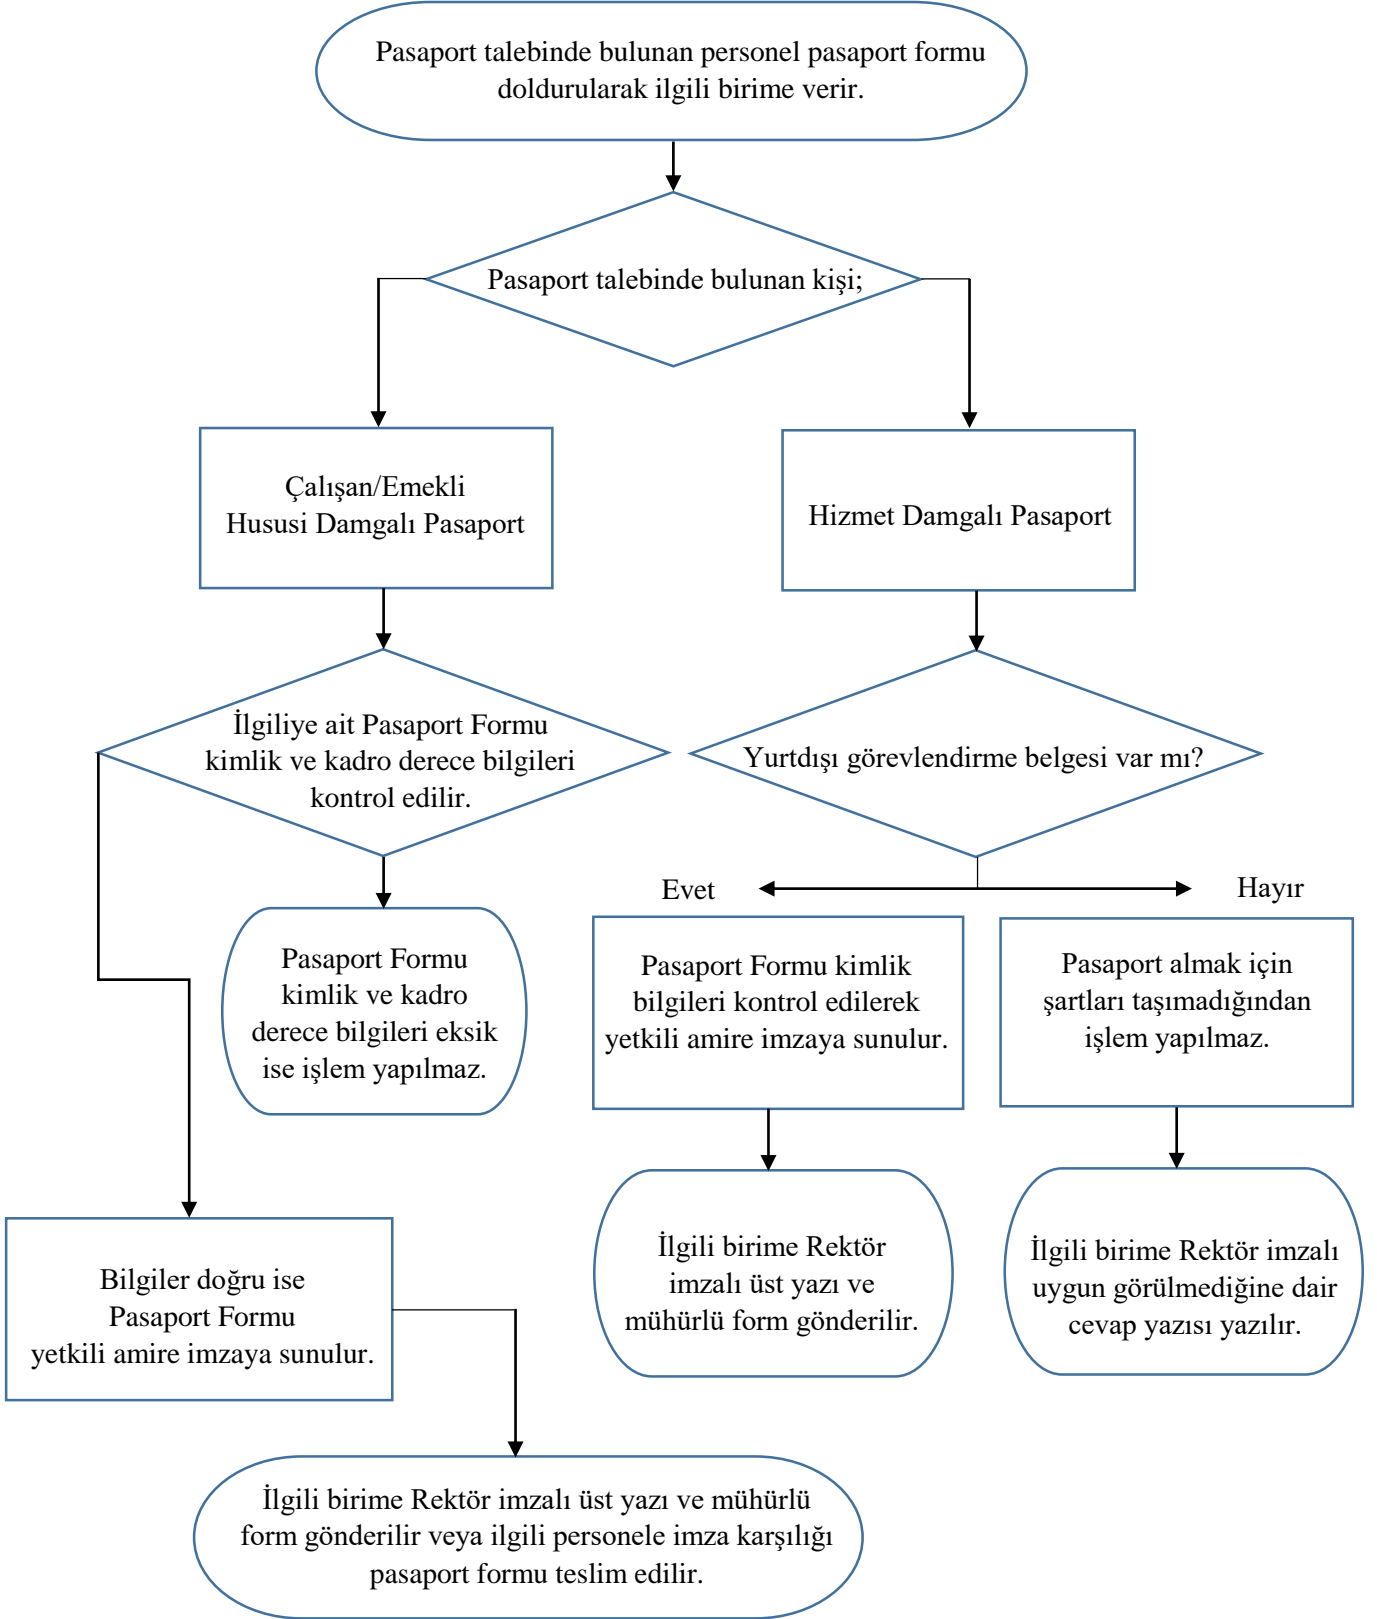 Pasaport talebinde bulunan personel pasaport formu
doldurularak ilgili birime verir.
Pasaport talebinde bulunan kişi;
Çalışan/Emekli
Hususi Damgalı Pasaport
Hizmet Damgalı Pasaport
İlgiliye ait Pasaport Formu
kimlik ve kadro derece bilgileri
kontrol edilir.
Yurtdışı görevlendirme belgesi var mı?
Evet
Hayır
Pasaport Formu
kimlik ve kadro
derece bilgileri eksik
ise işlem yapılmaz.
Pasaport Formu kimlik
bilgileri kontrol edilerek
yetkili amire imzaya sunulur.
Pasaport almak için
şartları taşımadığından
işlem yapılmaz.
Bilgiler doğru ise
Pasaport Formu
yetkili amire imzaya sunulur.
İlgili birime Rektör
imzalı üst yazı ve
mühürlü form gönderilir.
İlgili birime Rektör imzalı
uygun görülmediğine dair
cevap yazısı yazılır.
İlgili birime Rektör imzalı üst yazı ve mühürlü
form gönderilir veya ilgili personele imza karşılığı
pasaport formu teslim edilir.